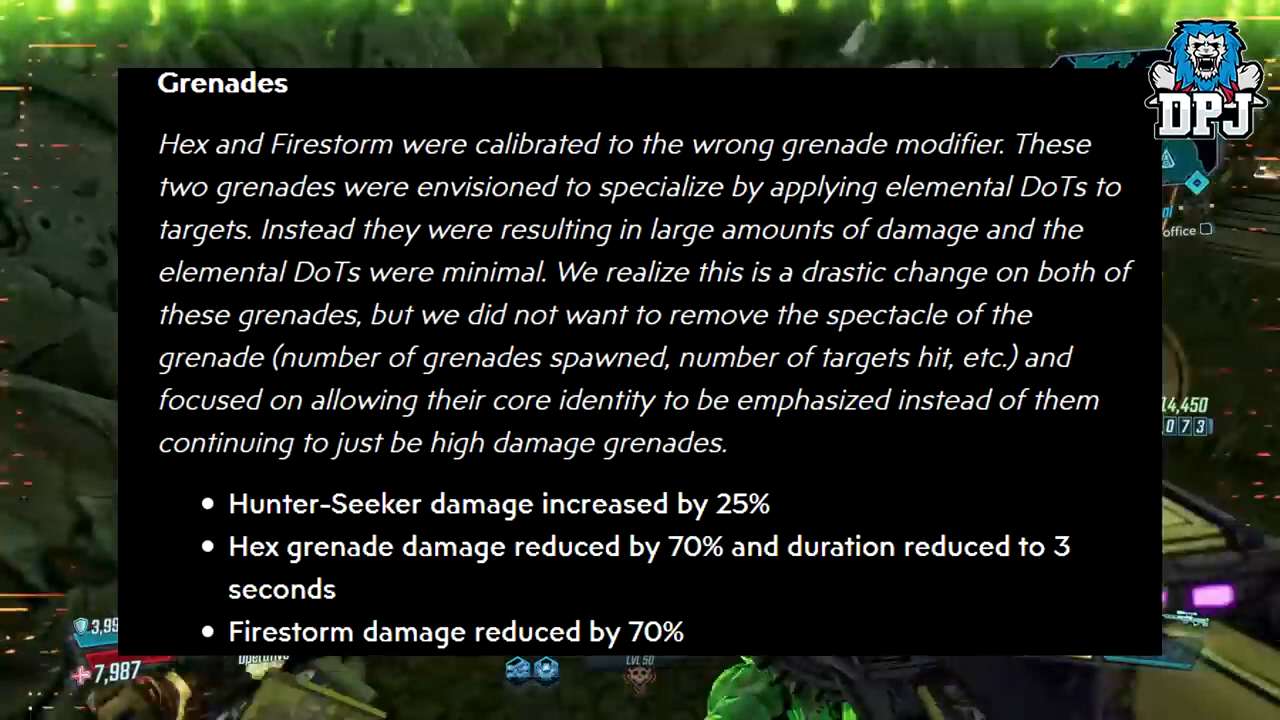 Grenades
DPJ
Hex and Firestorm were calibrated to the wrong grenade modifier. These
two grenades were envisioned to specialize by applying elemental DoTs to
targets. Instead they were resulting in large amounts of damage and the
office
elemental DoTs were minimal. We realize this is a drastic change on both of
these grenades, but we did not want to remove the spectacle of the
grenade (number of grenades spawned, number of targets hit, etc.) and
focused on allowing their core identity to be emphasized instead of them
14,450
073
continuing to just be high damage grenades.
• Hunter-Seeker damage increased by 25%
• Hex grenade damage reduced by 70% and duration reduced to 3
seconds
• Firestorm damage reduced by 70%
3,99
7,987
LVL 50